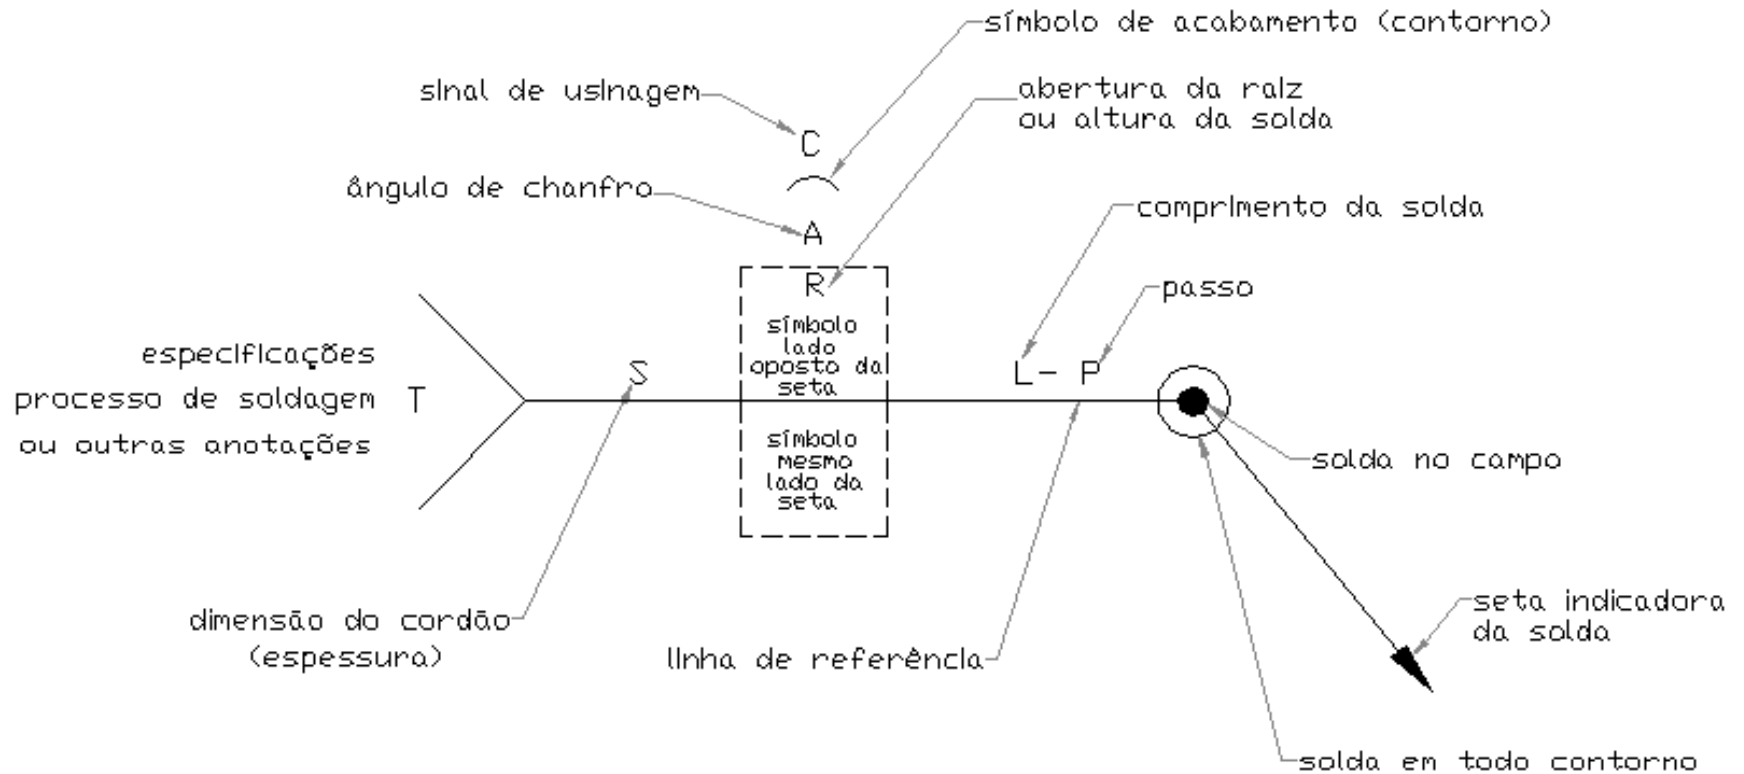 símbolo de acabamento (contorno)
sinal de usinagem
abertura da raiz
ou altura da solda
C
ângulo de chanfro
A
comprimento da solda
R
passo
símbolo
lado
oposto da
seta
especificações
processo de soldagem
ou outras anotações
T
S
L- P
símbolo
mesmo
lado da
seta
solda no campo
dimensão do cordão
(espessura)
linha de referência
seta indicadora
da solda
solda em todo contorno